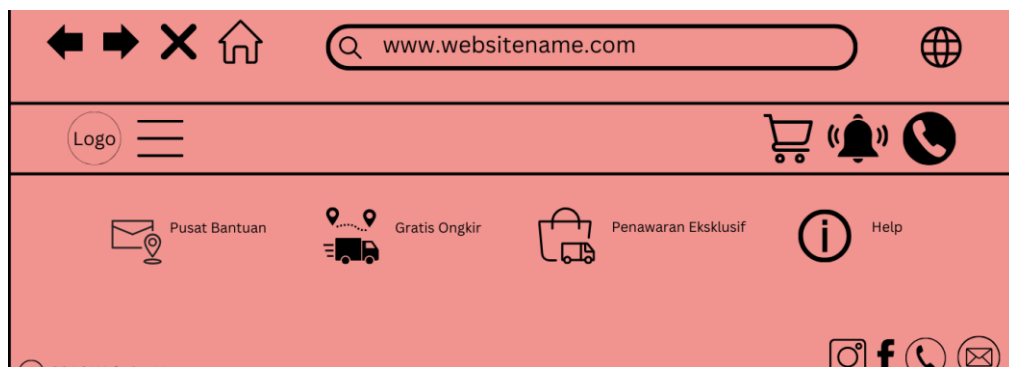 www.websitename.com
Logo
Pusat Bantuan
Gratis Ongkir
Penawaran Eksklusif
Help